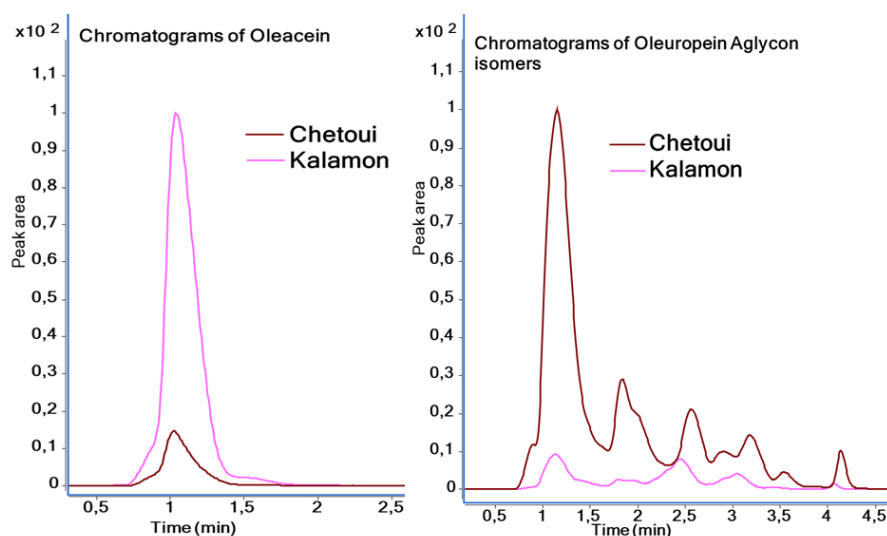 x10 2
Chromatograms of Oleacein
1,1
1
0,9
0,8
0,7
0,6
0,5
0,4
0,3
0,2
0,1
0
Peak area
Chetoui
Kalamon
0,5 1 1,5 2 2,5
Time (min)
x10 2
Chromatograms of Oleuropein Aglycon
isomers
1,1
1
0,9
0,8
0,7
0,6
0,5
0,4
0,3
0,2
0,1
0
Peak area
Chetoui
Kalamon
0,5 1 1,5 2 2,5 3 3,5 4 4,5
Time (min)